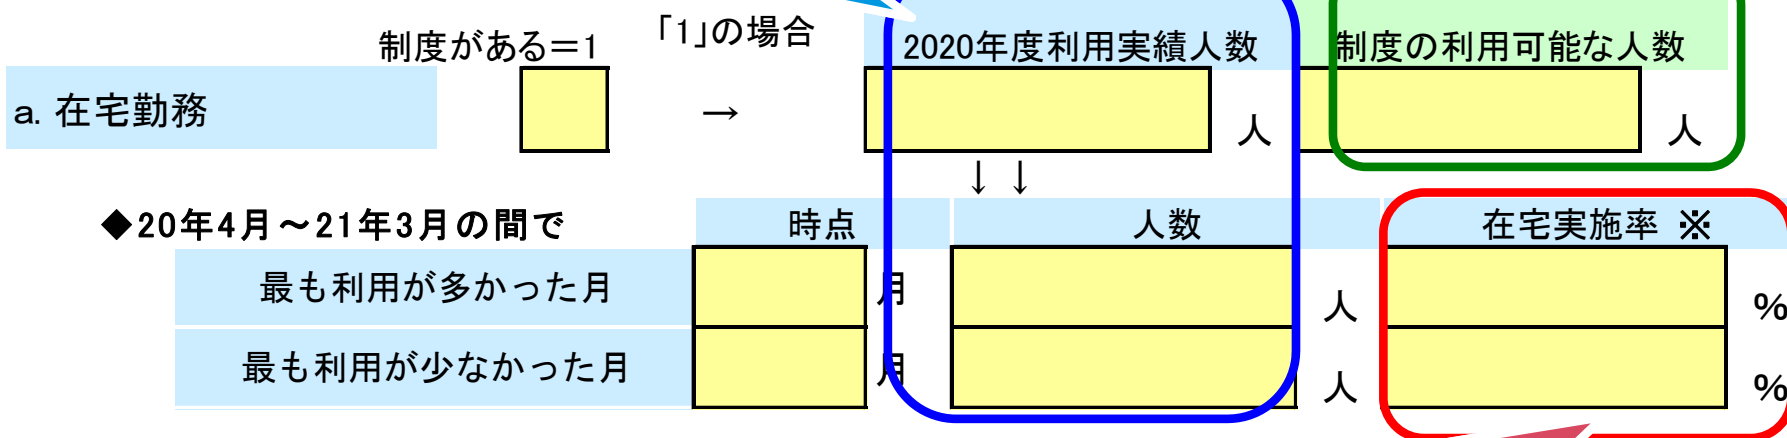 制度がある＝1 「1」の場合 2020年度利用実績人数 制度の利用可能な人数
a. 在宅勤務 → 人 人
↓ ↓
◆20年4月～21年3月の間で 時点 人数 在宅実施率 ※
最も利用が多かった月 月 人 %
最も利用が少なかった月 月 人 %